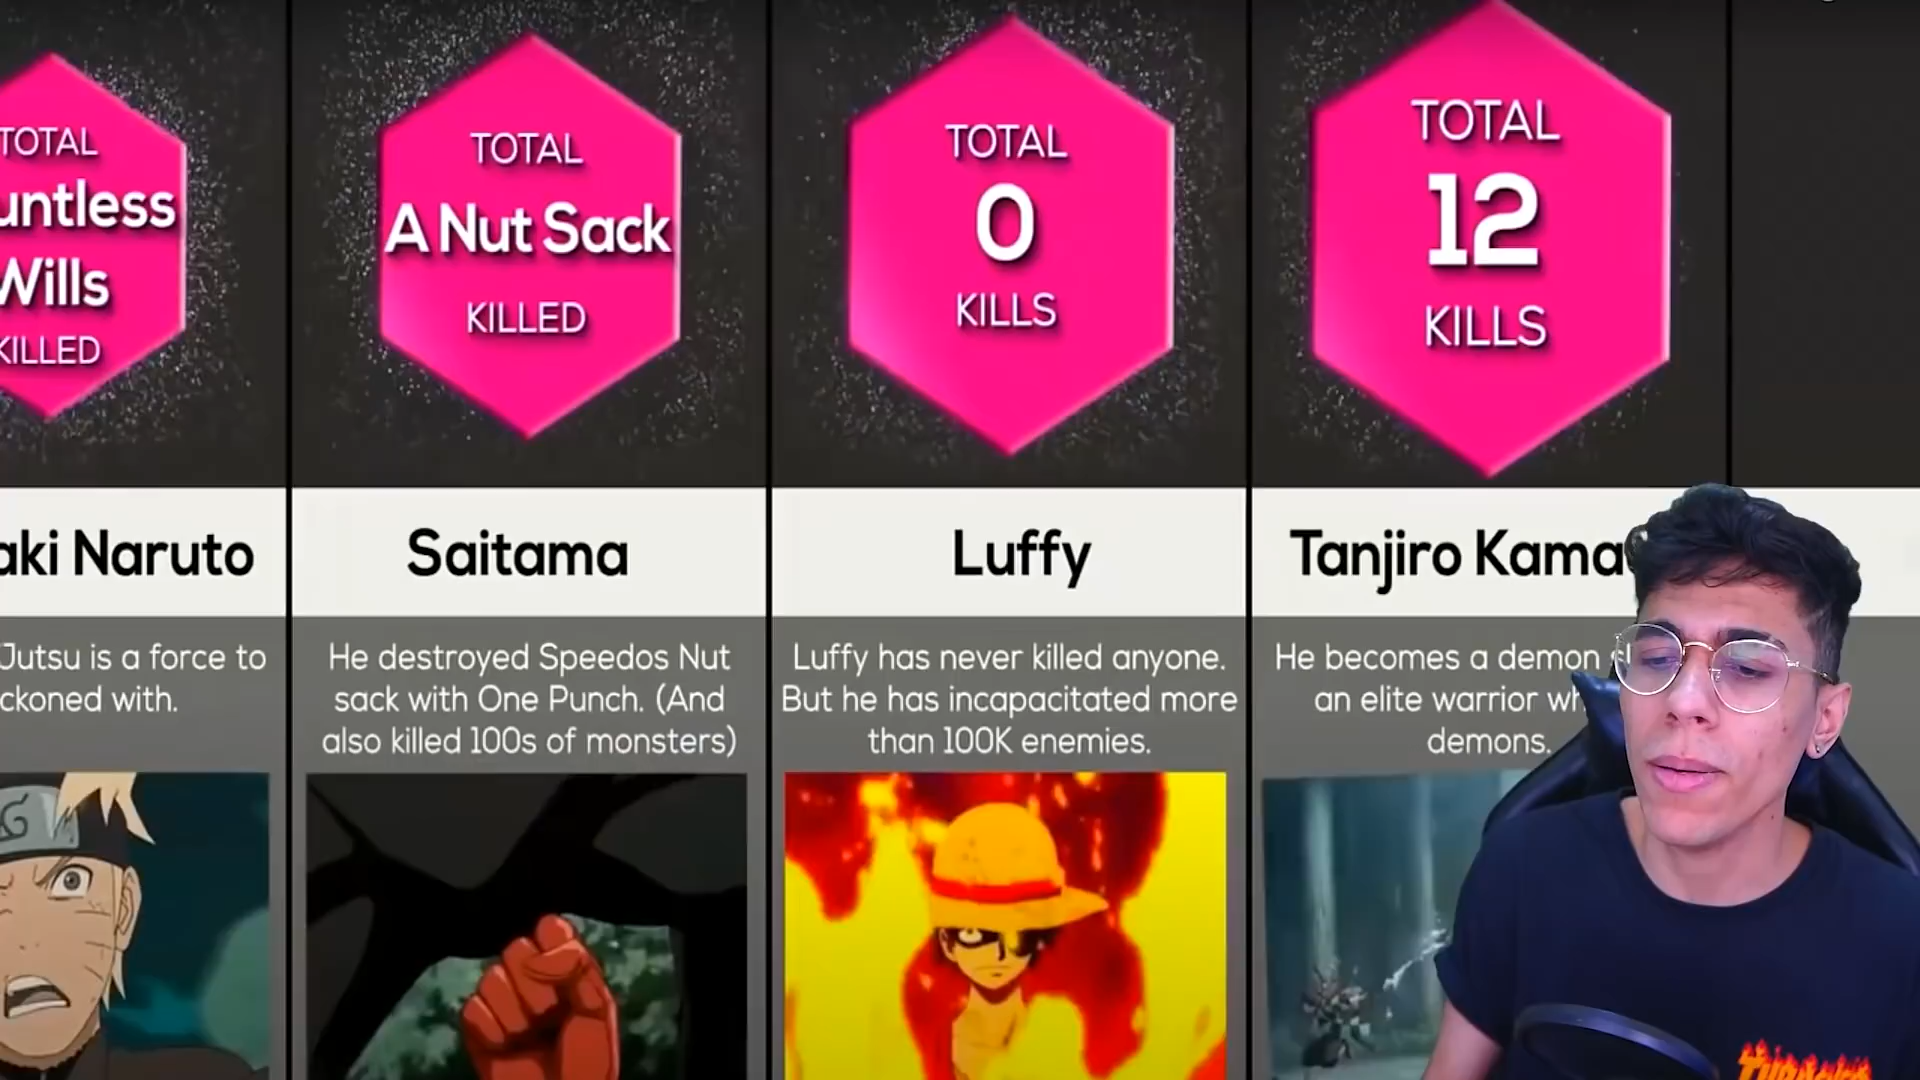 TOTAL
untless
Wills
KILLED
aki Naruto
Jutsu is a force to
ckoned with.
TOTAL
A Nut Sack
KILLED
Saitama
He destroyed Speedos Nut
sack with One Punch. (And
also killed 100s of monsters)
TOTAL
0
KILLS
Luffy
Luffy has never killed anyone.
But he has incapacitated more
than 100K enemies.
TOTAL
12
KILLS
Tanjiro Kama
He becomes a demon
an elite warrior wh
demons.